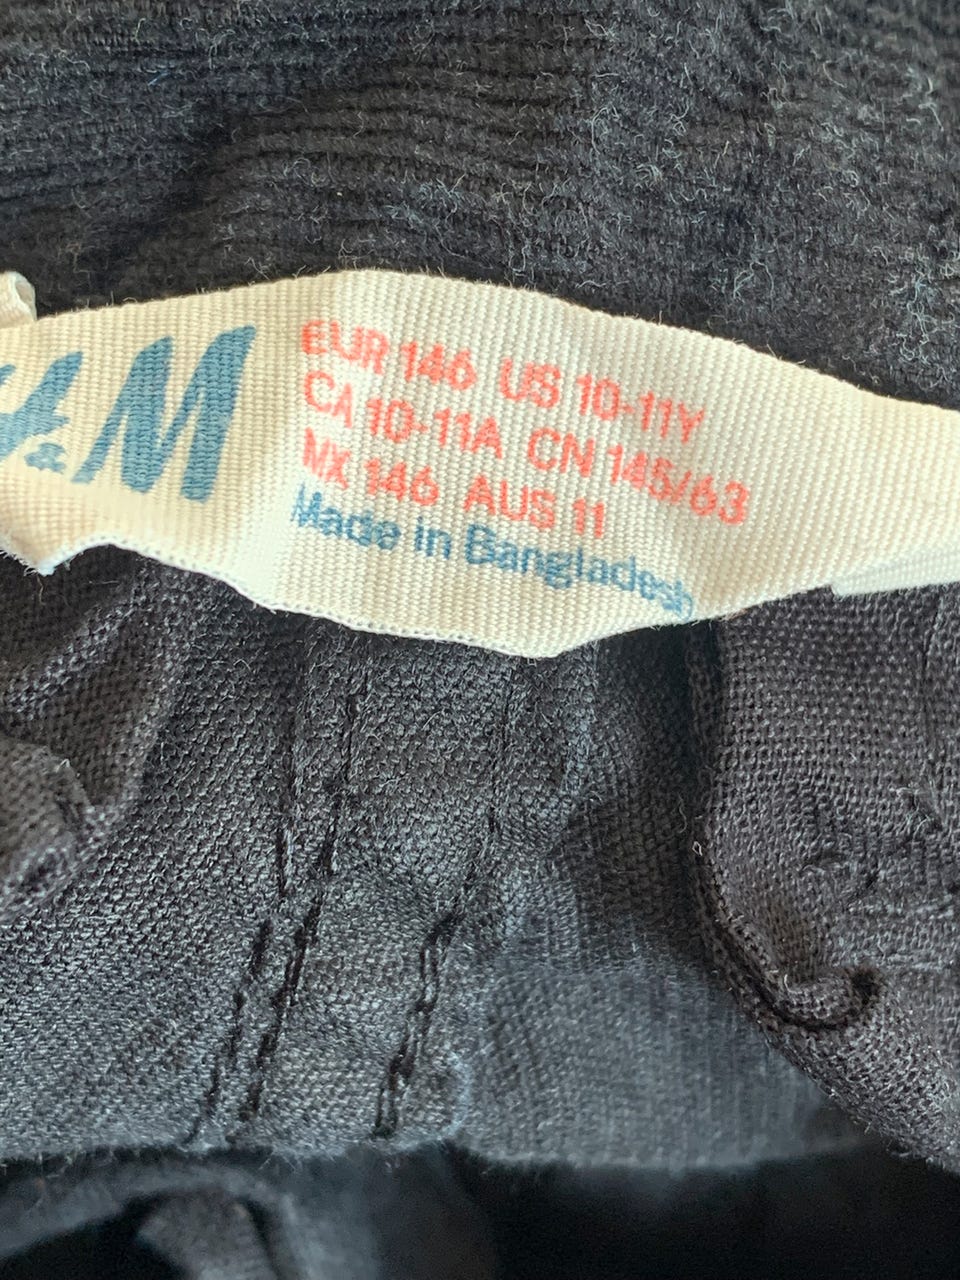 H&M
EUR 146 US 10-11Y
CA 10-11A CN 145/63
MX 146 AUS 11
Made in Bangladesh